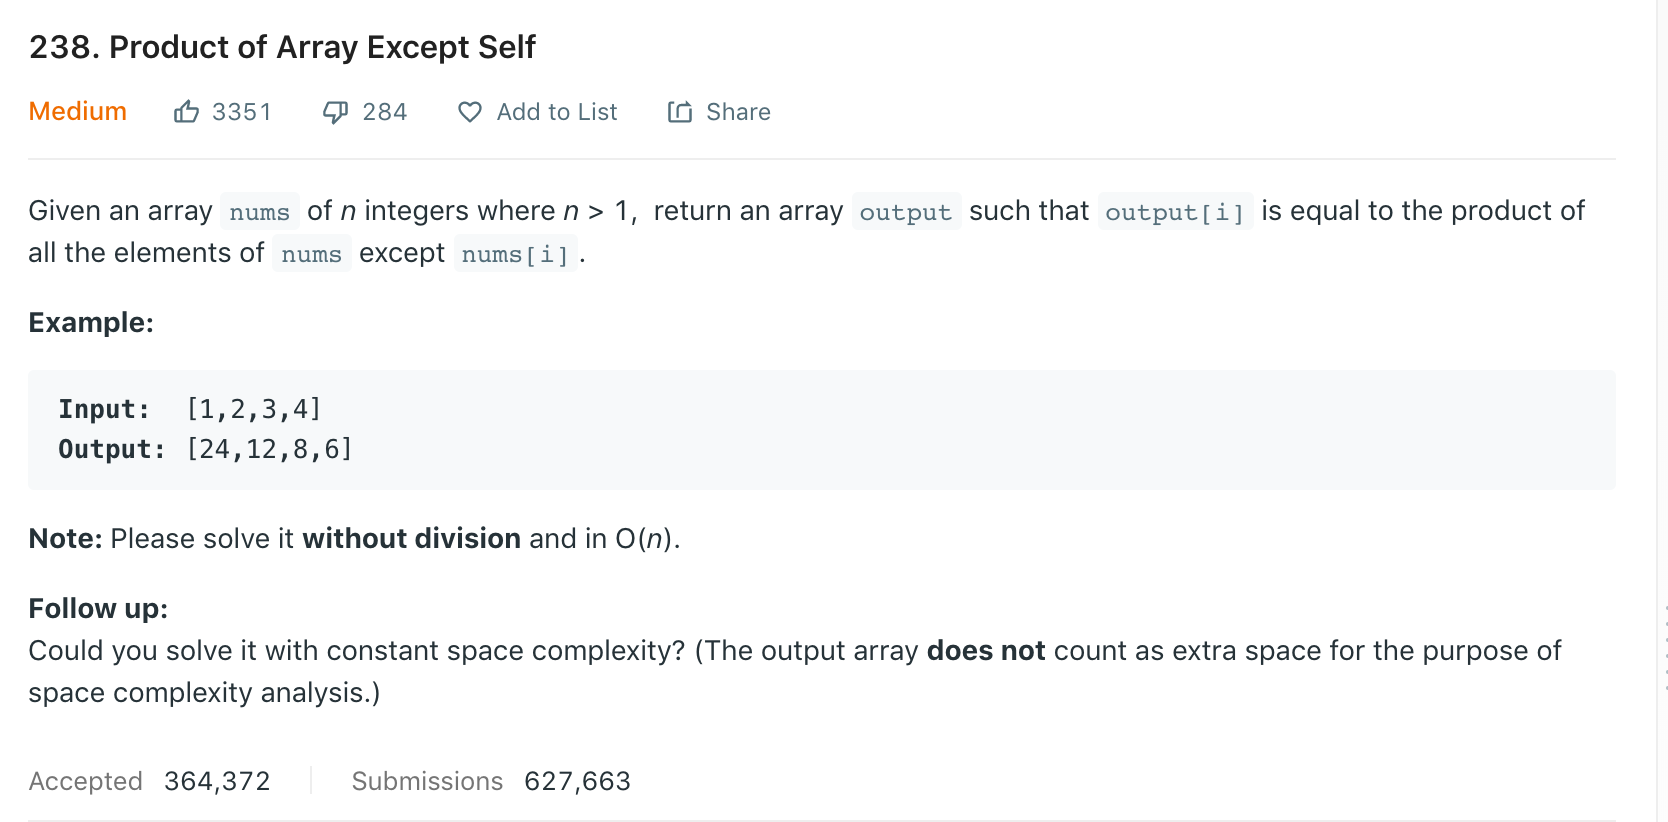 238. Product of Array Except Self
Medium 3351 284 Add to List Share
Given an array nums of n integers where n > 1, return an array output such that output[i] is equal to the product of
all the elements of nums except nums[i].
Example:
Input: [1,2,3,4]
Output: [24,12,8,6]
Note: Please solve it without division and in O(n).
Follow up:
Could you solve it with constant space complexity? (The output array does not count as extra space for the purpose of
space complexity analysis.)
Accepted 364,372 Submissions 627,663